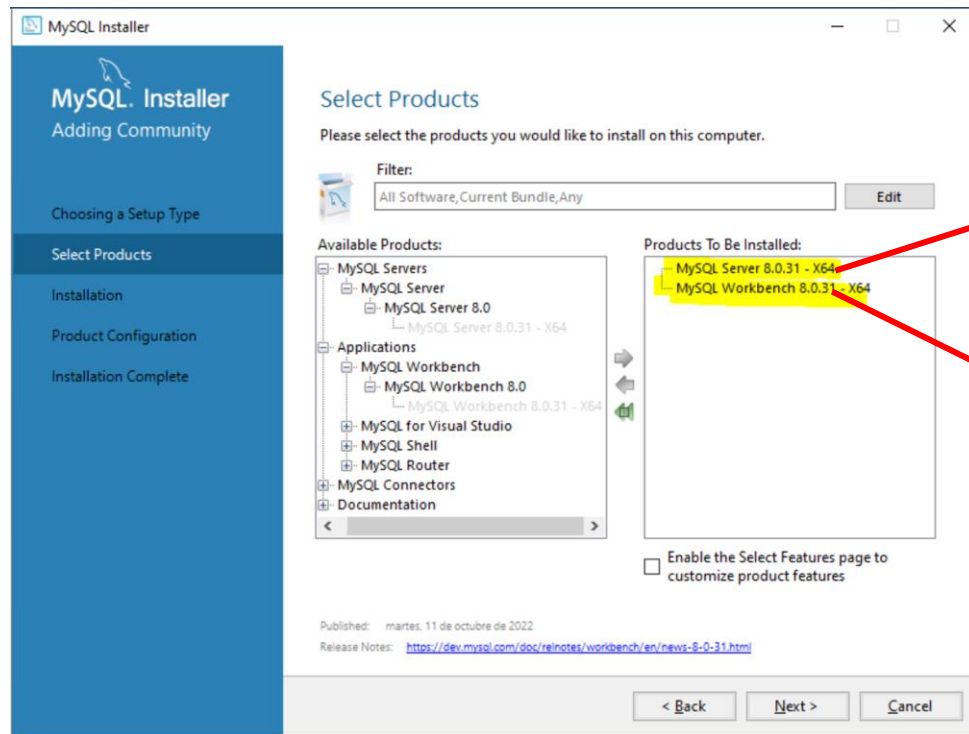 MySQL Installer
MySQL. Installer
Adding Community
Choosing a Setup Type
Select Products
Installation
Product Configuration
Installation Complete
Select Products
Please select the products you would like to install on this computer.
Filter:
All Software,Current Bundle,Any
Edit
Available Products:
MySQL Servers
MySQL Server
MySQL Server 8.0
MySQL Server 8.0.31 - X64
Applications
MySQL Workbench
MySQL Workbench 8.0
MySQL Workbench 8.0.31 - X64
MySQL for Visual Studio
MySQL Shell
MySQL Router
MySQL Connectors
Documentation
Products To Be Installed:
MySQL Server 8.0.31 - X64
MySQL Workbench 8.0.31 - X64
Enable the Select Features page to
customize product features
Published: martes, 11 de octubre de 2022
Release Notes: https://dev.mysql.com/doc/relnotes/workbench/en/news-8-0-31.html
< Back
Next >
Cancel